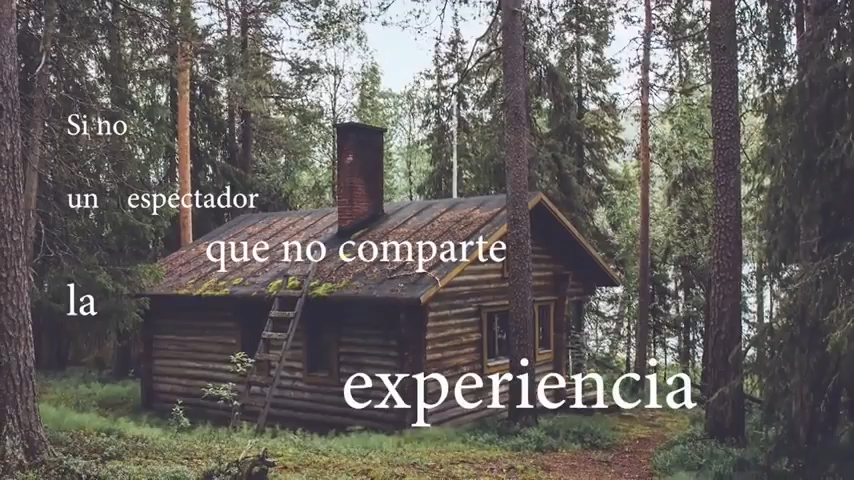 Si no
un espectador
que no comparte
la
experiencia